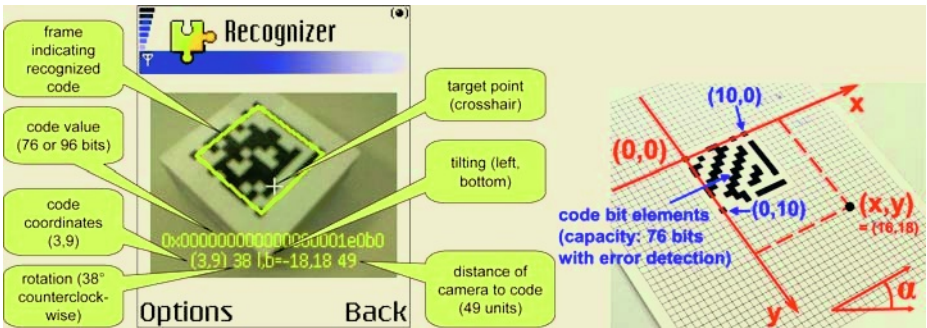 Recognizer
frame
indicating
recognized
code
code value
(76 or 96 bits)
code
coordinates
(3,9)
rotation (38°
counterclock-
wise)
target point
(crosshair)
tilting (left,
bottom)
distance of
camera to code
(49 units)
(3,9) 38 l,b=-18,18 49
Options
Back
(10,0)
x
(0,0)
(0,10)
code bit elements
(capacity: 76 bits
with error detection)
(x,y)
= (16,18)
y
α